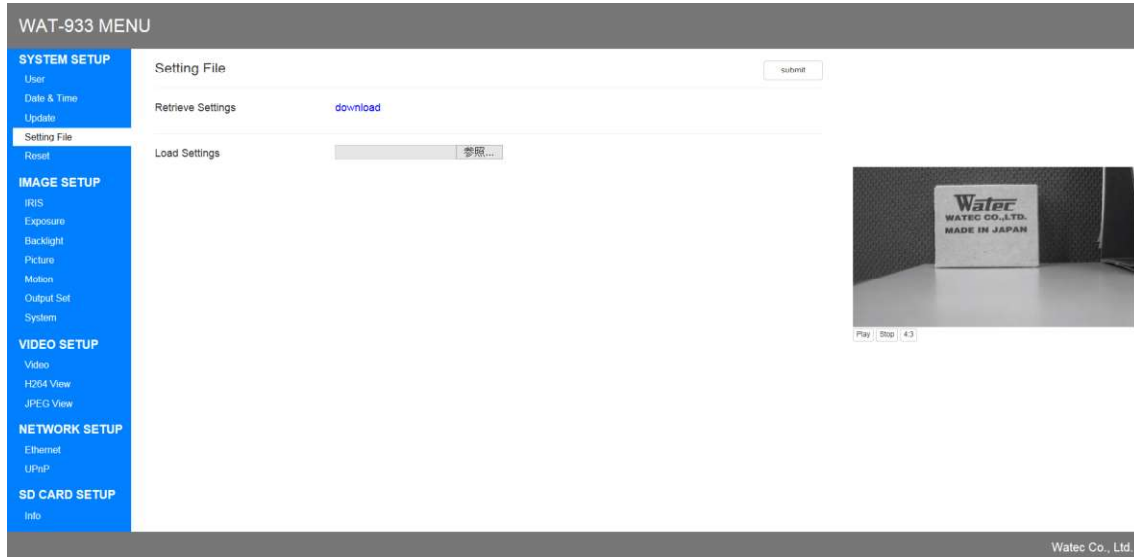 WAT-933 MENU
SYSTEM SETUP
User
Date & Time
Update
Setting File
Reset
IMAGE SETUP
IRIS
Exposure
Backlight
Picture
Motion
Output Set
System
VIDEO SETUP
Video
H264 View
JPEG View
NETWORK SETUP
Ethernet
UPnP
SD CARD SETUP
Info
Setting File
submit
Retrieve Settings
download
Load Settings
参照...
Watec
WATEC CO.,LTD.
MADE IN JAPAN
Play
Stop
4:3
Watec Co., Ltd.